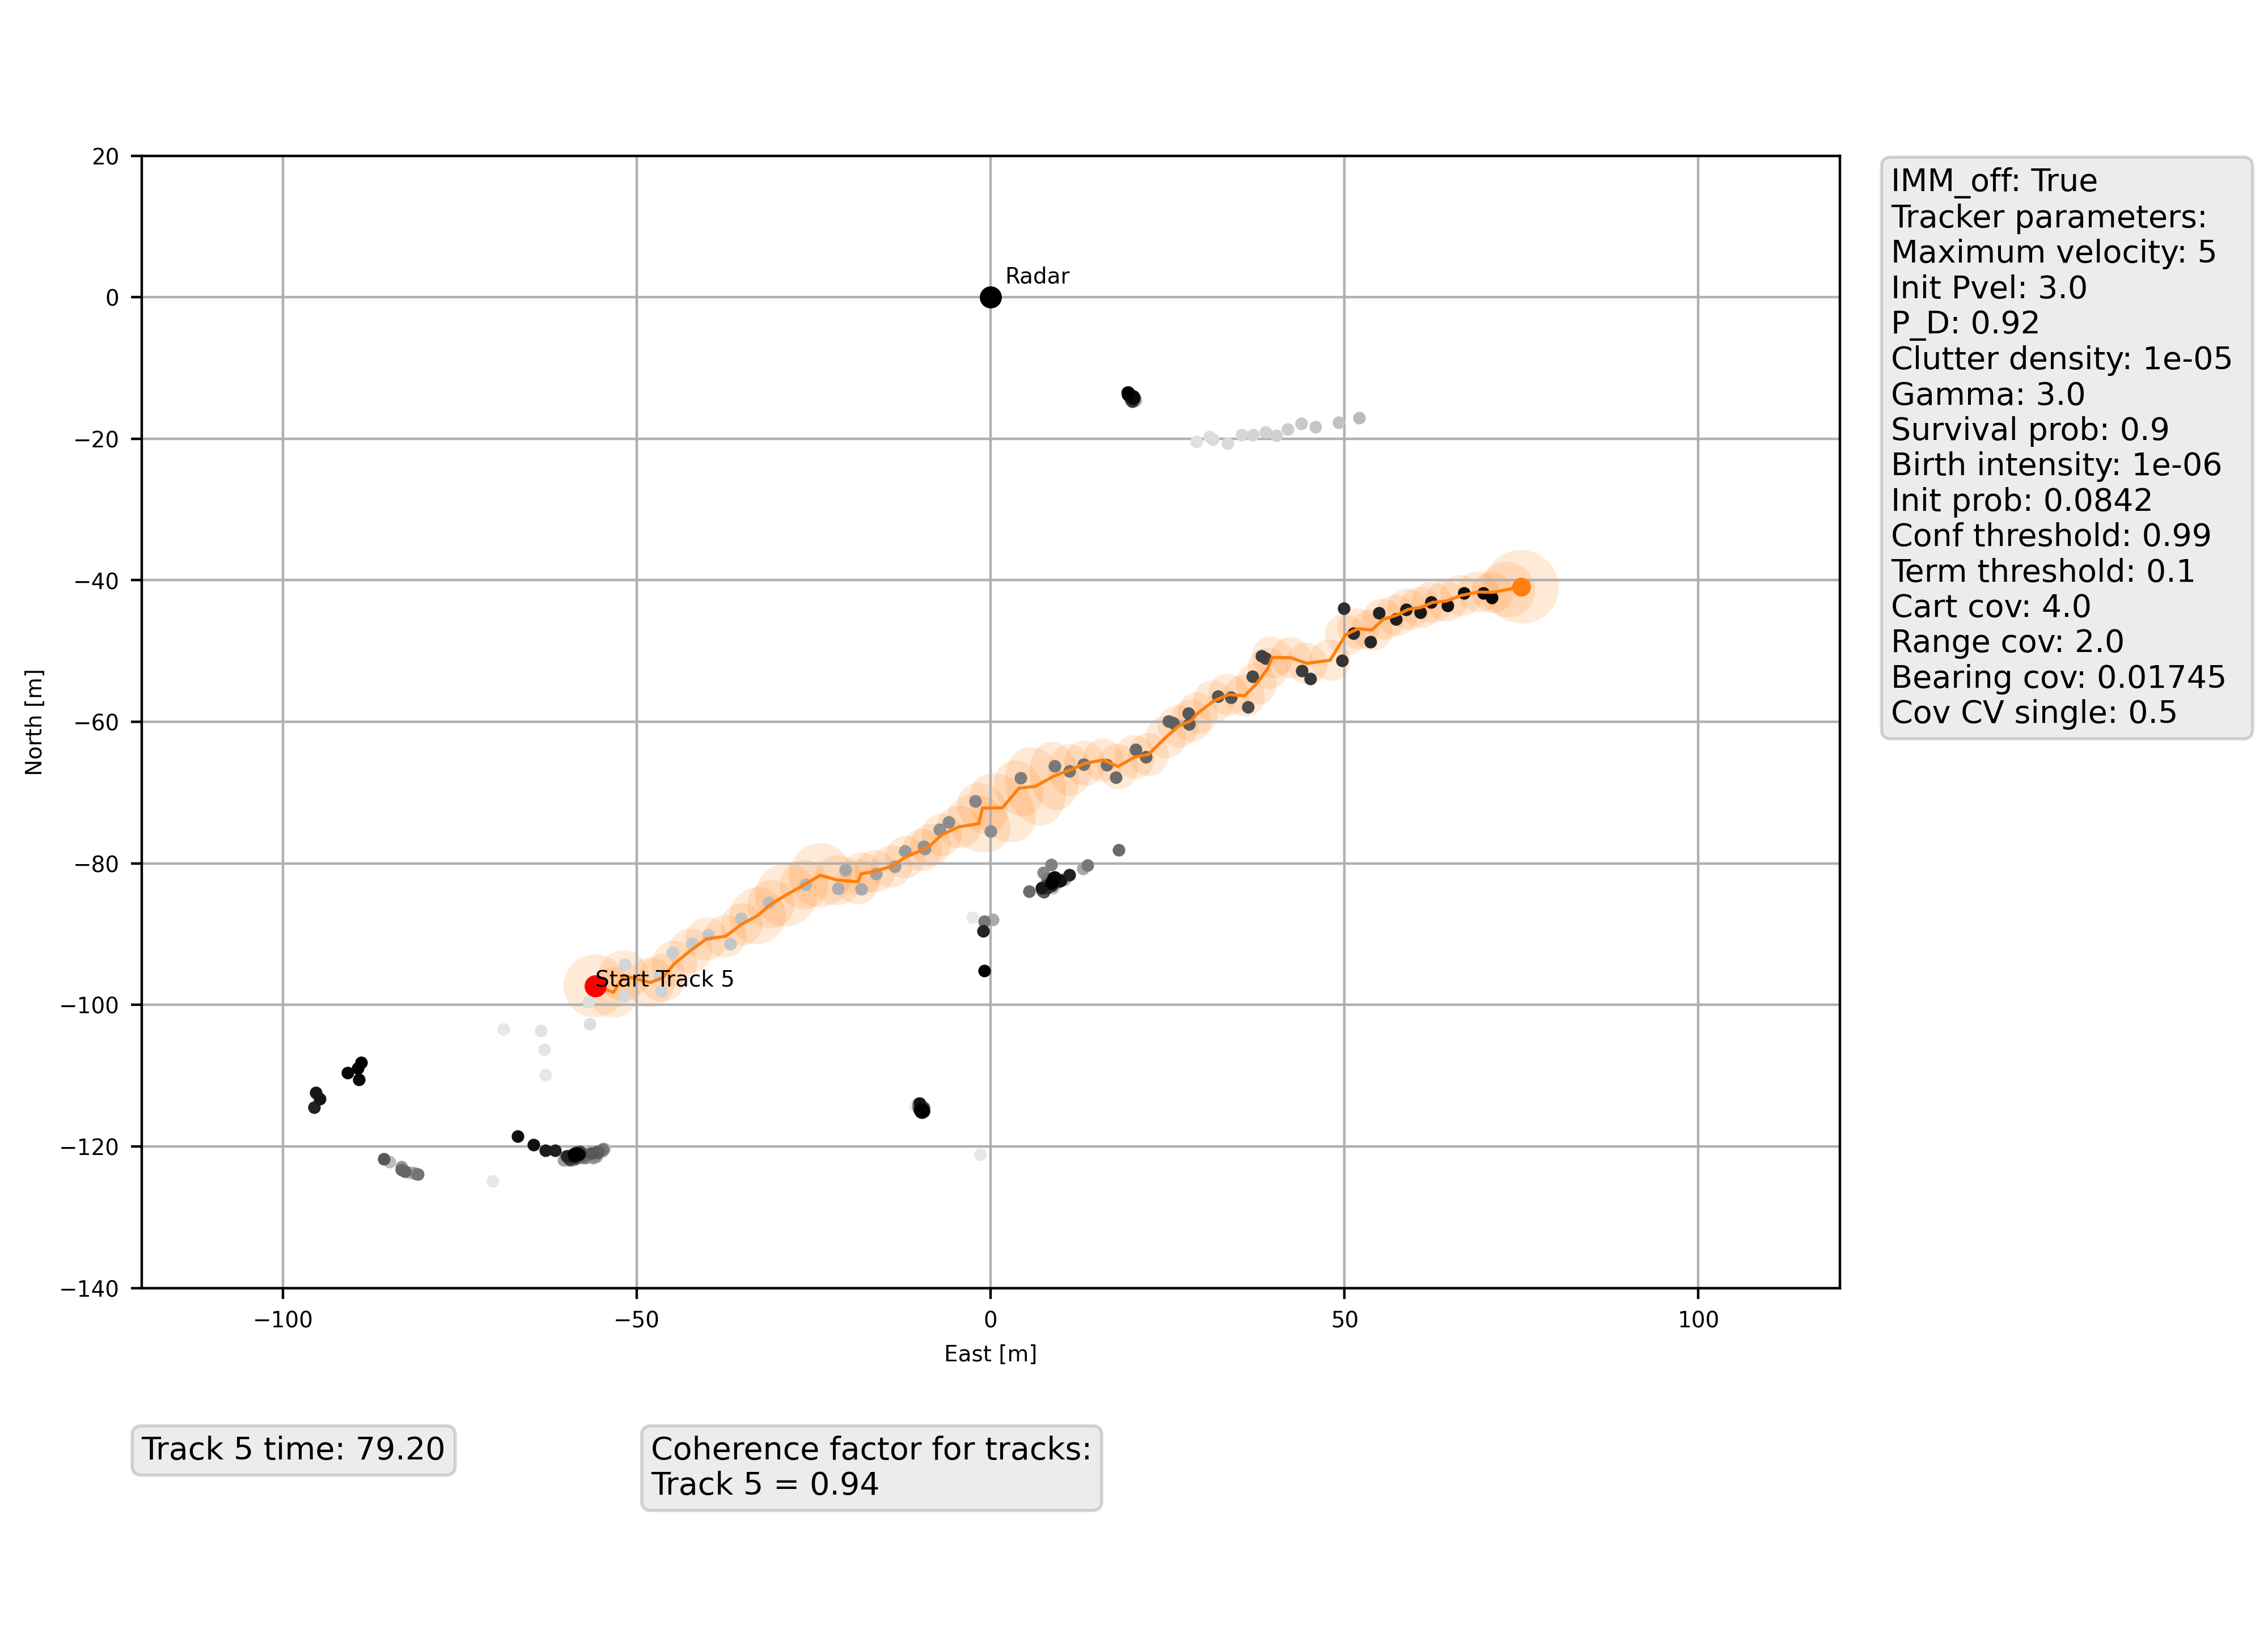 20
0
−20
−40
−60
−80
−100
−120
−140
−100
−50
0
50
100
North [m]
East [m]
Radar
Start Track 5
IMM_off: True
Tracker parameters:
Maximum velocity: 5
Init Pvel: 3.0
P_D: 0.92
Clutter density: 1e-05
Gamma: 3.0
Survival prob: 0.9
Birth intensity: 1e-06
Init prob: 0.0842
Conf threshold: 0.99
Term threshold: 0.1
Cart cov: 4.0
Range cov: 2.0
Bearing cov: 0.01745
Cov CV single: 0.5
Track 5 time: 79.20
Coherence factor for tracks:
Track 5 = 0.94